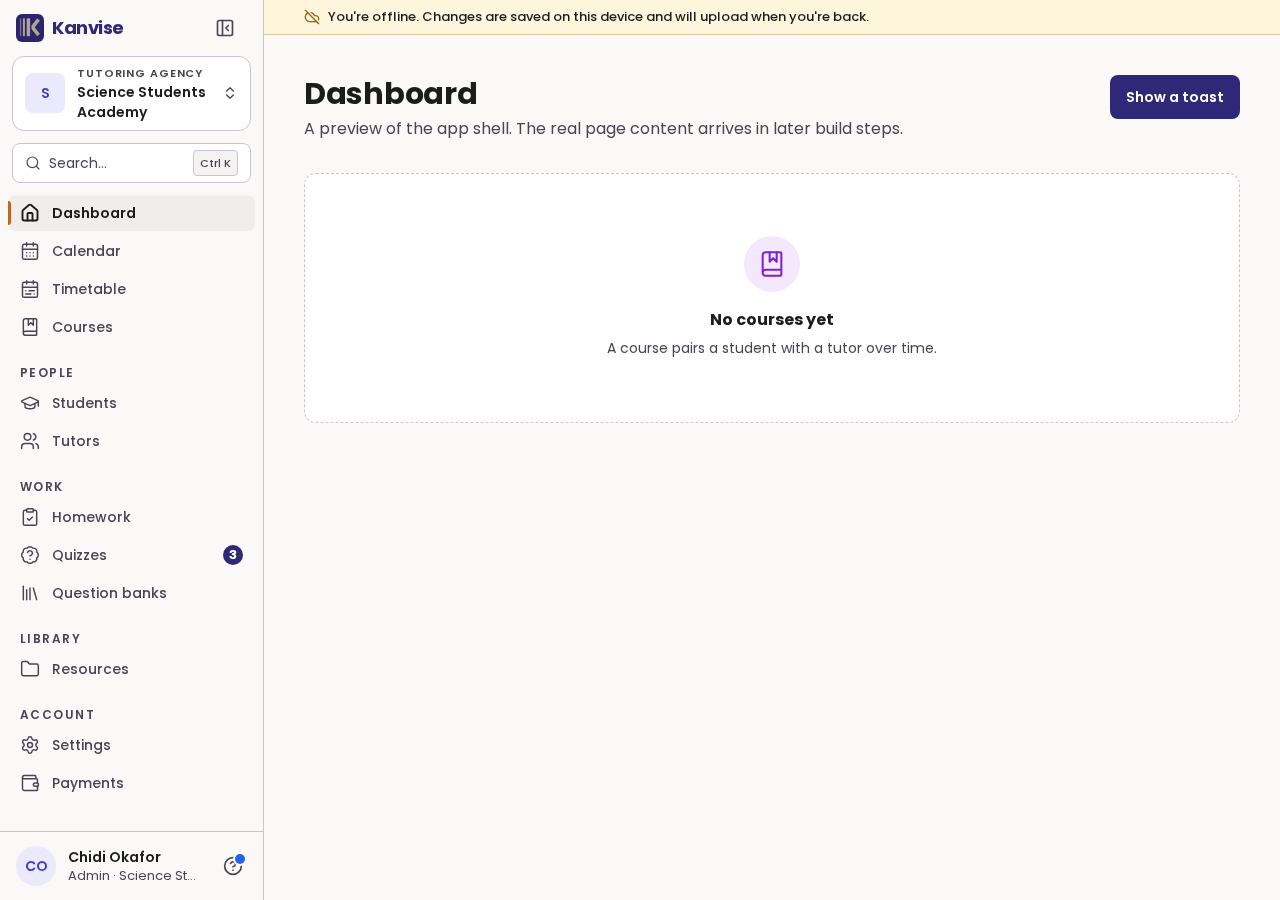 Kanvise
You're offline. Changes are saved on this device and will upload when you're back.
S
TUTORING AGENCY
Science Students
Academy
Search...
Ctrl K
Dashboard
Calendar
Timetable
Courses
PEOPLE
Students
Tutors
WORK
Homework
Quizzes
3
Question banks
LIBRARY
Resources
ACCOUNT
Settings
Payments
CO
Chidi Okafor
Admin · Science St...
Dashboard
A preview of the app shell. The real page content arrives in later build steps.
Show a toast
No courses yet
A course pairs a student with a tutor over time.